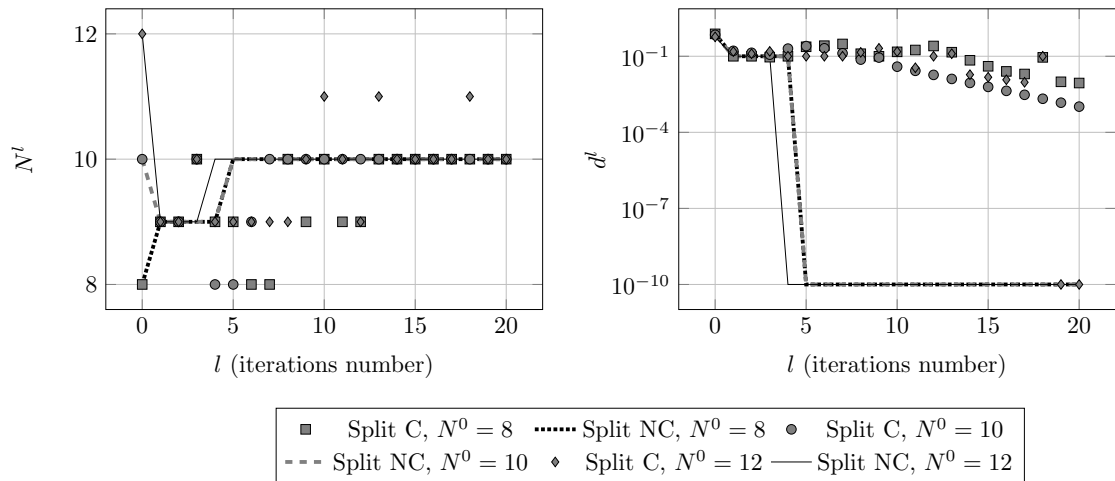 12
10
8
N^l
0 5 10 15 20
l (iterations number)
10^−1
10^−4
10^−7
10^−10
d^l
0 5 10 15 20
l (iterations number)
Split C, N^0 = 8 Split NC, N^0 = 8 Split C, N^0 = 10
Split NC, N^0 = 10 Split C, N^0 = 12 Split NC, N^0 = 12